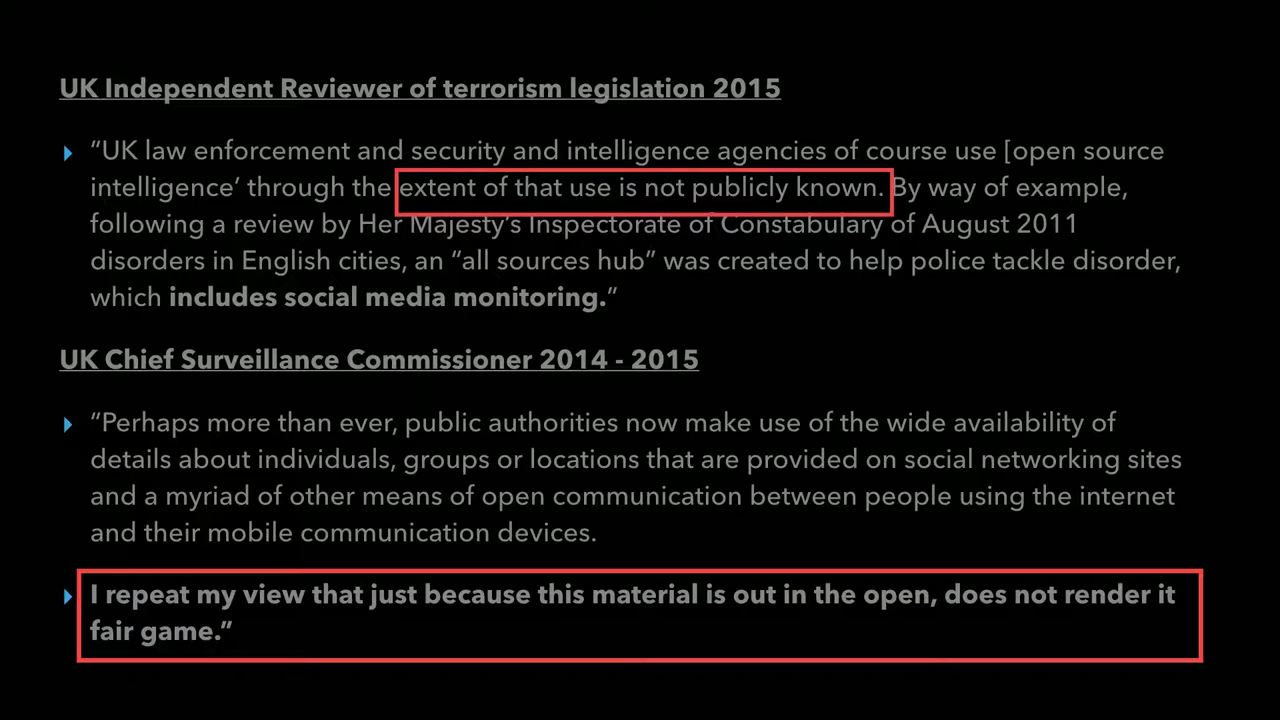 UK Independent Reviewer of terrorism legislation 2015
“UK law enforcement and security and intelligence agencies of course use [open source
intelligence’ through the extent of that use is not publicly known. By way of example,
following a review by Her Majesty’s Inspectorate of Constabulary of August 2011
disorders in English cities, an “all sources hub” was created to help police tackle disorder,
which includes social media monitoring.”
UK Chief Surveillance Commissioner 2014 - 2015
“Perhaps more than ever, public authorities now make use of the wide availability of
details about individuals, groups or locations that are provided on social networking sites
and a myriad of other means of open communication between people using the internet
and their mobile communication devices.
I repeat my view that just because this material is out in the open, does not render it
fair game.”